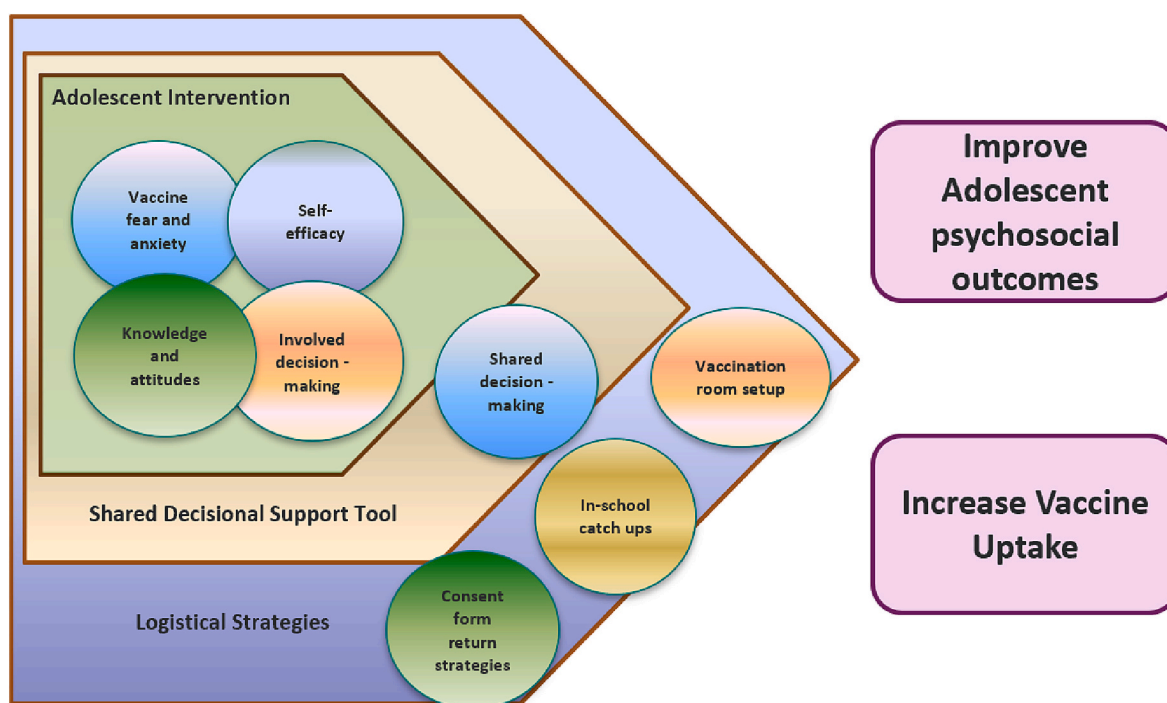 Adolescent Intervention
Vaccine
fear and
anxiety
Self-
efficacy
Knowledge
and
attitudes
Involved
decision -
making
Shared
decision -
making
Vaccination
room setup
In-school
catch ups
Consent
form
return
strategies
Shared Decisional Support Tool
Logistical Strategies
Improve
Adolescent
psychosocial
outcomes
Increase Vaccine
Uptake